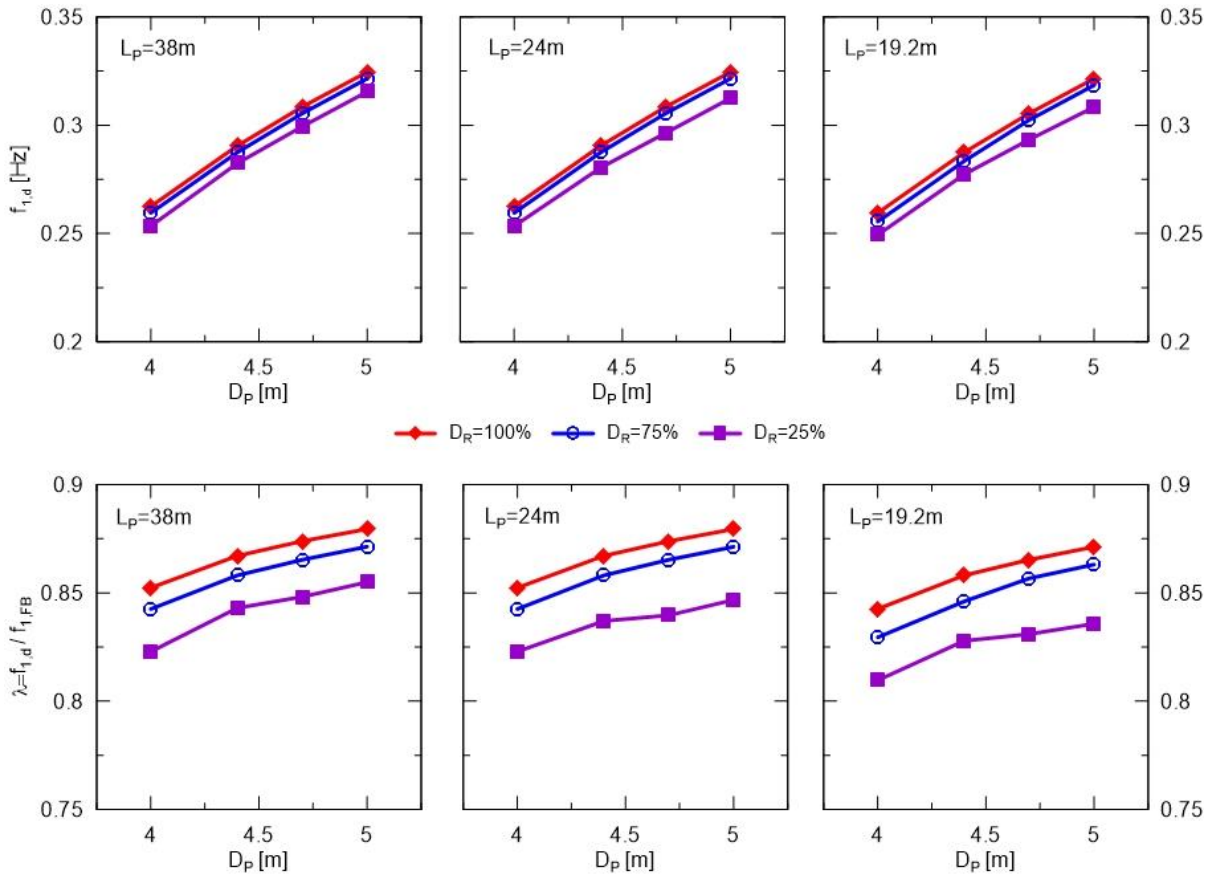 0.35
0.3
0.25
0.2
f1,d [Hz]
LP=38m
4 4.5 5
DP [m]
LP=24m
4 4.5 5
DP [m]
LP=19.2m
4 4.5 5
DP [m]
0.35
0.3
0.25
0.2
DR=100% DR=75% DR=25%
0.9
0.85
0.8
0.75
λ=f1,d / f1,FB
LP=38m
4 4.5 5
DP [m]
LP=24m
4 4.5 5
DP [m]
LP=19.2m
4 4.5 5
DP [m]
0.9
0.85
0.8
0.75